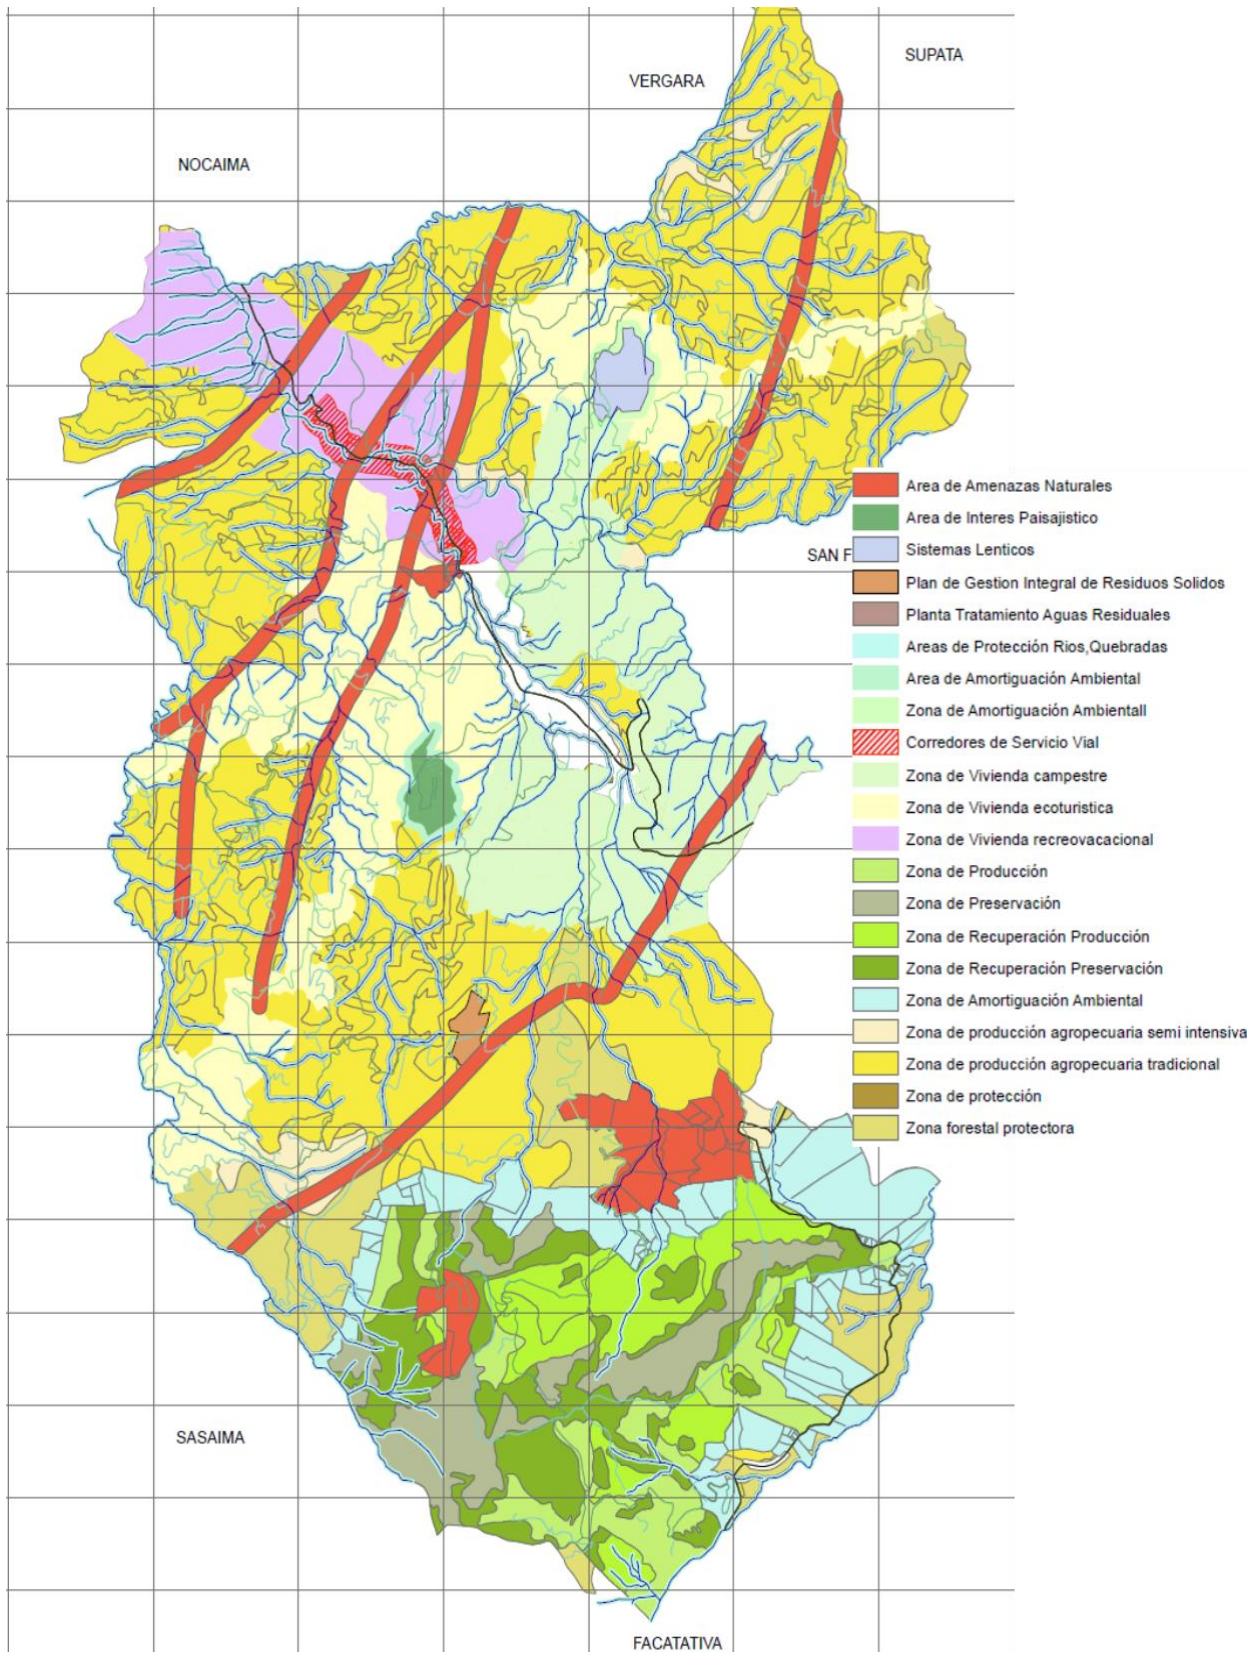 SUPATA
VERGARA
NOCAIMA
Area de Amenazas Naturales
Area de Interes Paisajistico
SAN F
Sistemas Lenticos
Plan de Gestion Integral de Residuos Solidos
Planta Tratamiento Aguas Residuales
Areas de Protección Rios,Quebradas
Area de Amortiguación Ambiental
Zona de Amortiguación Ambientall
Corredores de Servicio Vial
Zona de Vivienda campestre
Zona de Vivienda ecoturistica
Zona de Vivienda recreovacacional
Zona de Producción
Zona de Preservación
Zona de Recuperación Producción
Zona de Recuperación Preservación
Zona de Amortiguación Ambiental
Zona de producción agropecuaria semi intensiva
Zona de producción agropecuaria tradicional
Zona de protección
Zona forestal protectora
SASAIMA
FACATATIVA